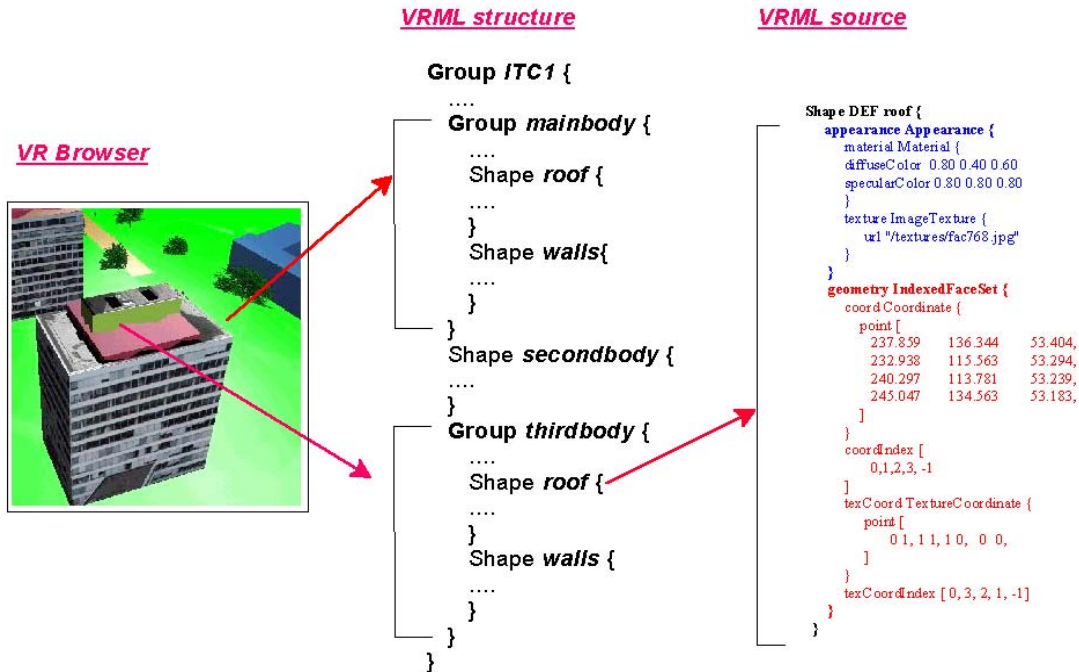 VRML structure
VRML source
VR Browser
Group ITC1 {
....
Group mainbody {
....
Shape roof {
....
}
Shape walls{
....
}
}
Shape secondbody {
....
}
Group thirdbody {
....
Shape roof {
....
}
Shape walls {
....
}
}
}
Shape DEF roof {
appearance Appearance {
material Material {
diffuseColor 0.80 0.40 0.60
specularColor 0.80 0.80 0.80
}
texture ImageTexture {
url "/textures/fac768.jpg"
}
}
geometry IndexedFaceSet {
coord Coordinate {
point [
237.859 136.344 53.404,
232.938 115.563 53.294,
240.297 113.781 53.239,
245.047 134.563 53.183,
]
}
coordIndex [
0,1,2,3, -1
]
texCoord TextureCoordinate {
point [
0 1, 1 1, 1 0, 0 0,
]
}
texCoordIndex [ 0, 3, 2, 1, -1]
}
}